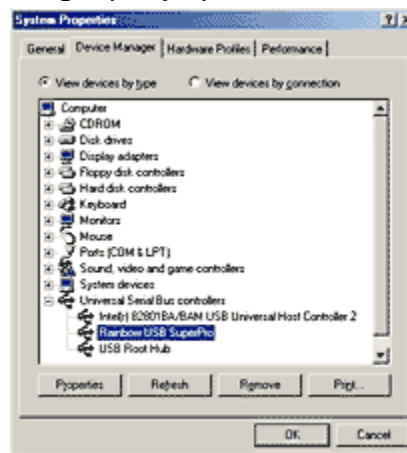 System Properties
General Device Manager Hardware Profiles Performance
View devices by type View devices by connection
Computer
CDROM
Disk drives
Display adapters
Floppy disk controllers
Hard disk controllers
Keyboard
Monitors
Mouse
Ports (COM & LPT)
Sound, video and game controllers
System devices
Universal Serial Bus controllers
Intel(r) 82801BA/BAM USB Universal Host Controller 2
Rainbow USB SuperPro
USB Root Hub
Properties Refresh Remove Print...
OK Cancel